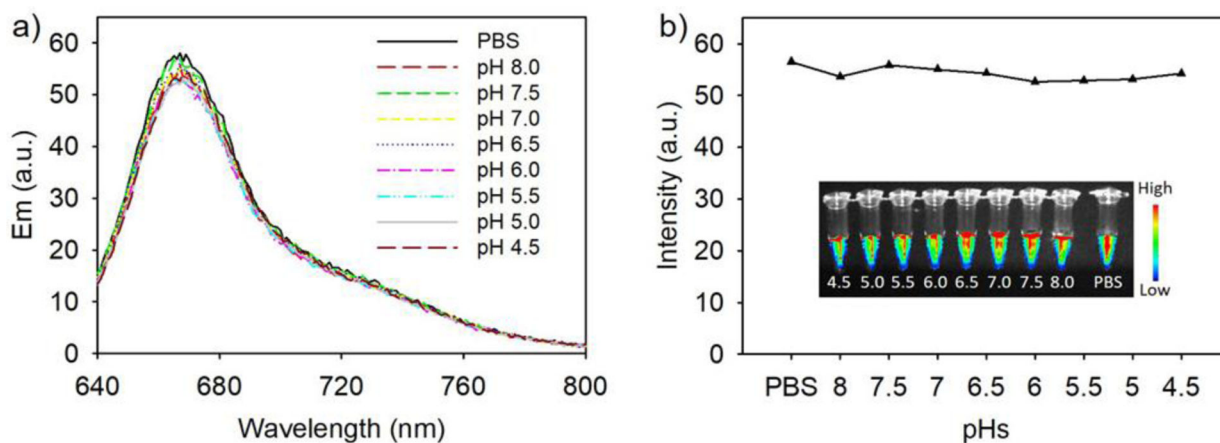 a)
Em (a.u.)
60
50
40
30
20
10
0
640 680 720 760 800
Wavelength (nm)
PBS
pH 8.0
pH 7.5
pH 7.0
pH 6.5
pH 6.0
pH 5.5
pH 5.0
pH 4.5
b)
Intensity (a.u.)
60
50
40
30
20
10
0
High
Low
4.5 5.0 5.5 6.0 6.5 7.0 7.5 8.0 PBS
PBS 8 7.5 7 6.5 6 5.5 5 4.5
pHs